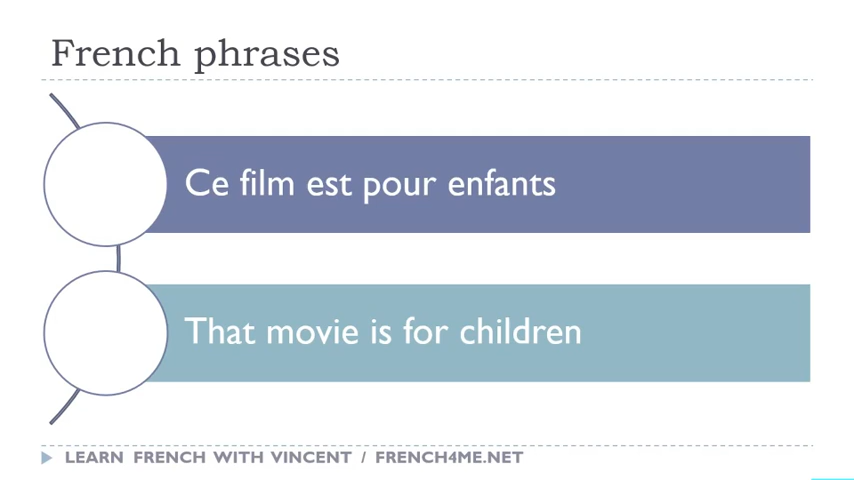 French phrases
Ce film est pour enfants
That movie is for children
LEARN FRENCH WITH VINCENT / FRENCH4ME.NET